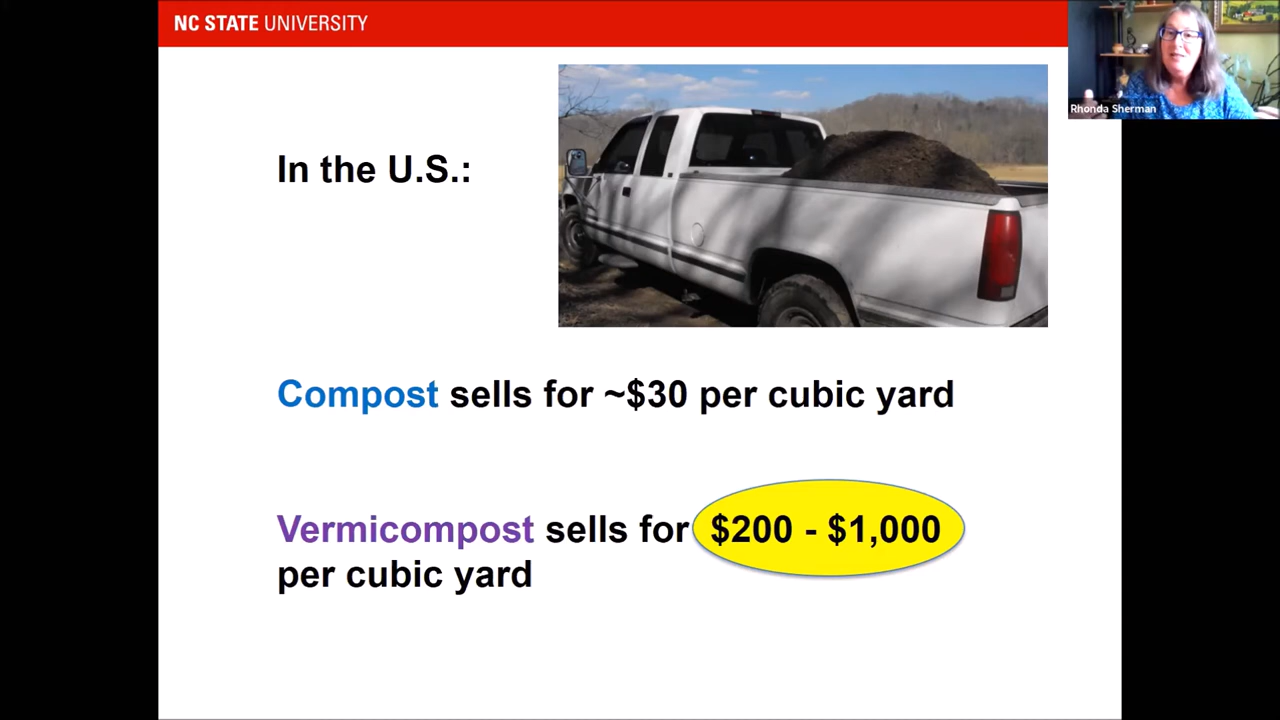 NC STATE UNIVERSITY
Rhonda Sherman
In the U.S.:
Compost sells for ~$30 per cubic yard
Vermicompost sells for $200 - $1,000
per cubic yard